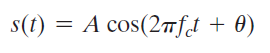 s(t) = A cos(2πf_ct + θ)